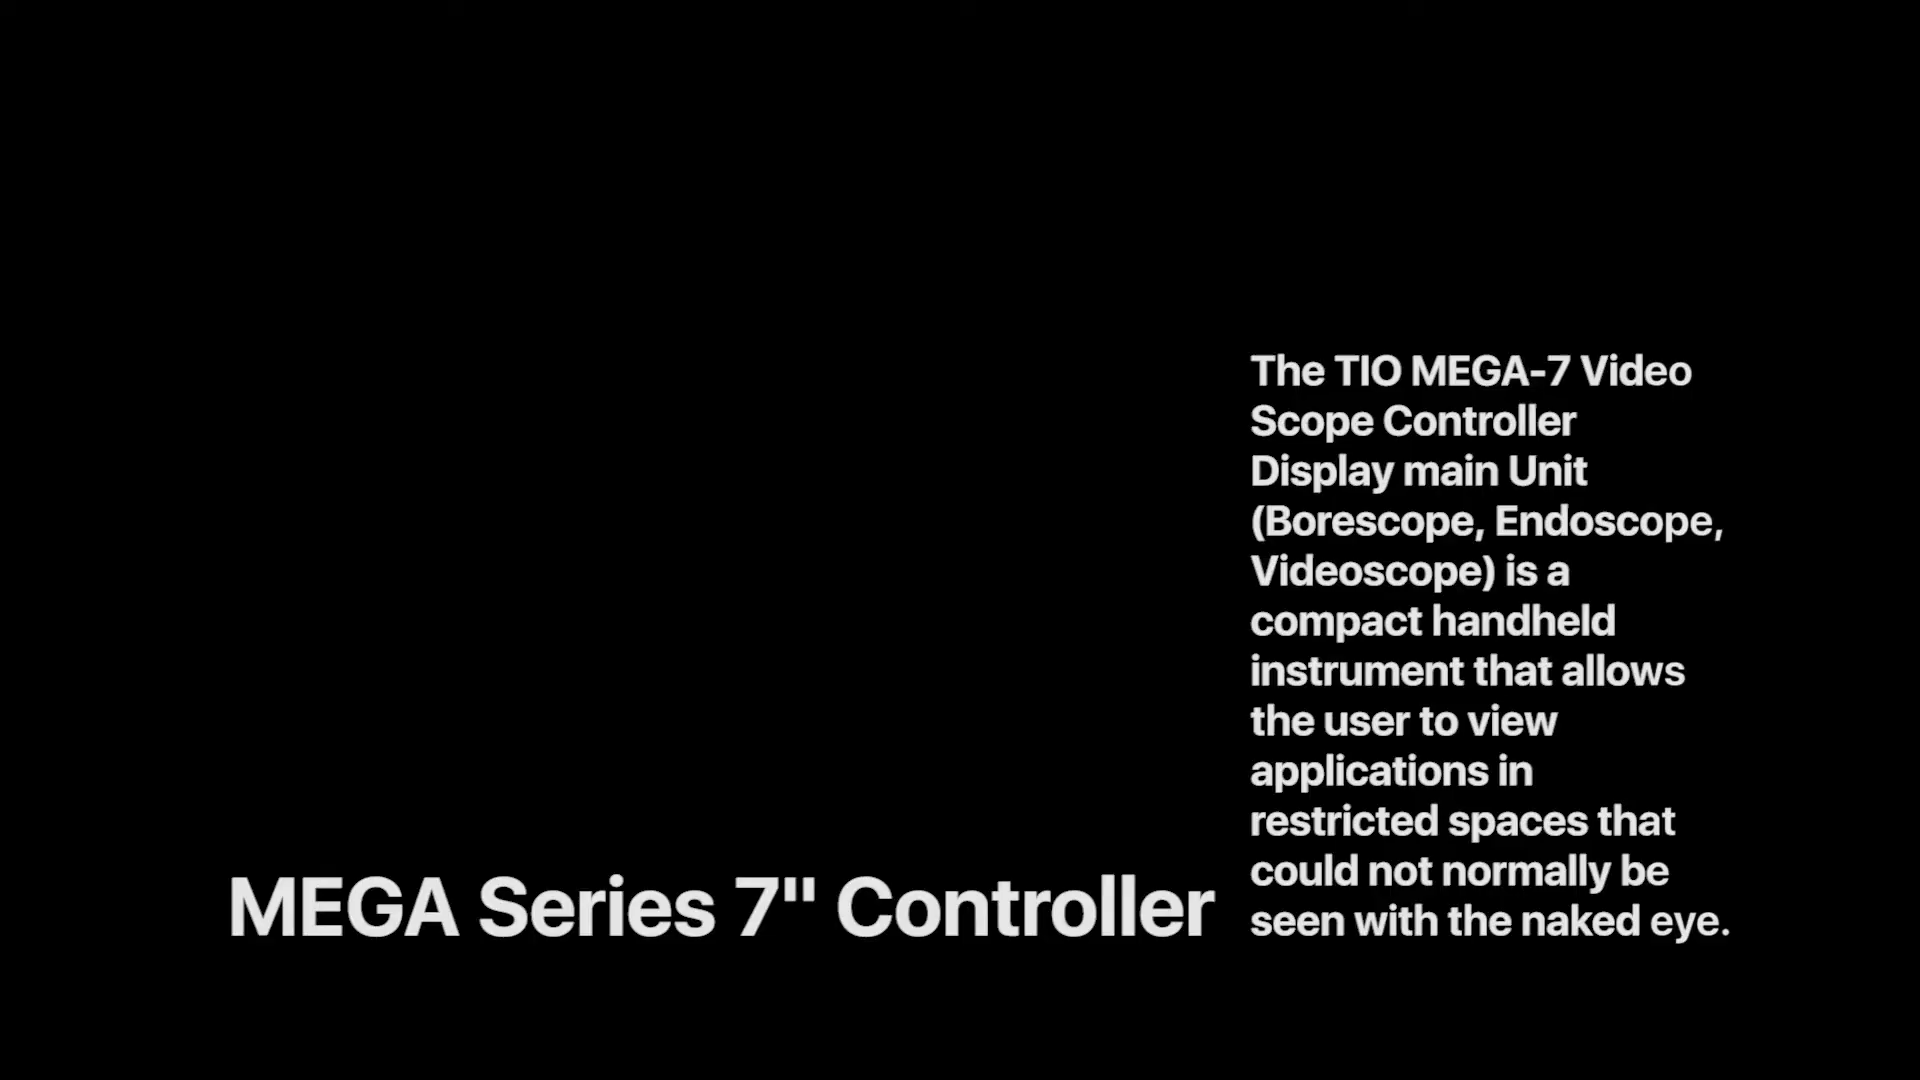 The TIO MEGA-7 Video
Scope Controller
Display main Unit
(Borescope, Endoscope,
Videoscope) is a
compact handheld
instrument that allows
the user to view
applications in
restricted spaces that
could not normally be
seen with the naked eye.
MEGA Series 7" Controller